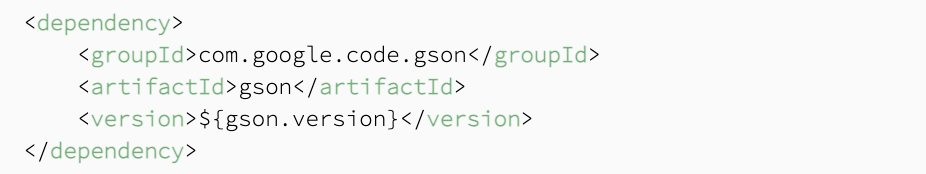 <dependency>
    <groupId>com.google.code.gson</groupId>
    <artifactId>gson</artifactId>
    <version>${gson.version}</version>
</dependency>